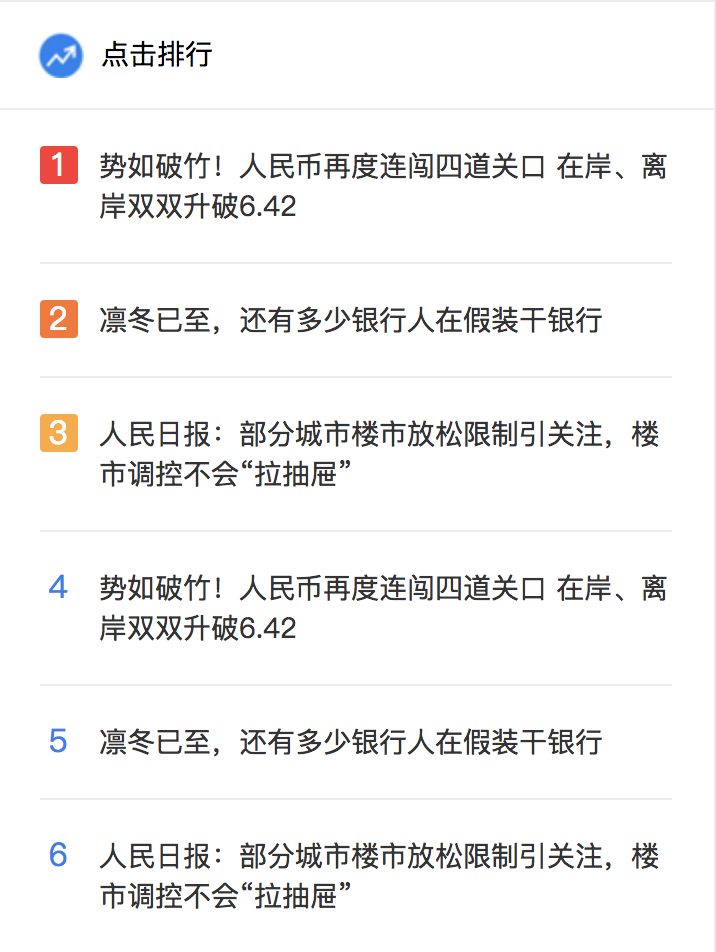 点击排行
1 势如破竹！人民币再度连闯四道关口 在岸、离
岸双双升破6.42
2 凛冬已至，还有多少银行人在假装干银行
3 人民日报：部分城市楼市放松限制引关注，楼
市调控不会“拉抽屉”
4 势如破竹！人民币再度连闯四道关口 在岸、离
岸双双升破6.42
5 凛冬已至，还有多少银行人在假装干银行
6 人民日报：部分城市楼市放松限制引关注，楼
市调控不会“拉抽屉”